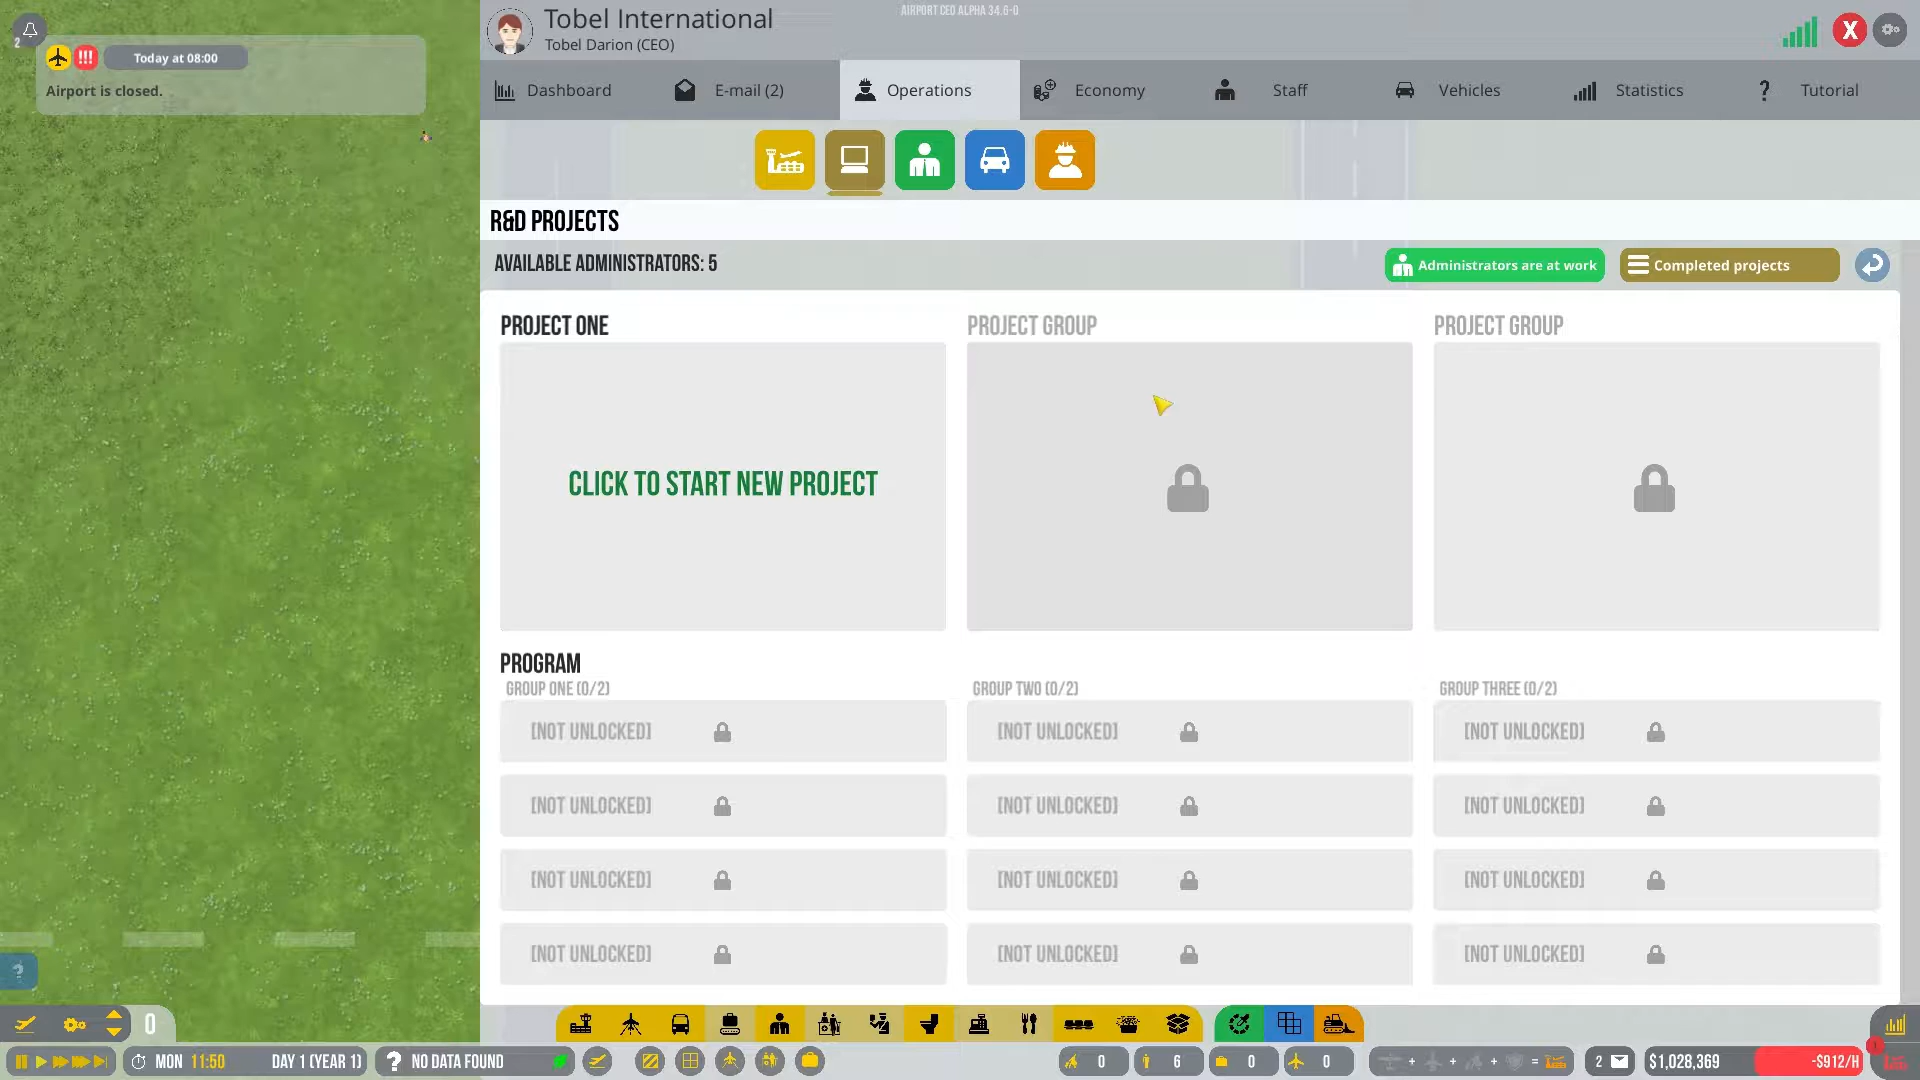 Tobel International
AIRPORT CEO ALPHA 34.6-0
Tobel Darion (CEO)
2
!!! Today at 08:00
Airport is closed.
Dashboard
E-mail (2)
Operations
Economy
Staff
Vehicles
Statistics
? Tutorial
X
R&D PROJECTS
AVAILABLE ADMINISTRATORS: 5
Administrators are at work
Completed projects
PROJECT ONE
PROJECT GROUP
PROJECT GROUP
CLICK TO START NEW PROJECT
PROGRAM
GROUP ONE (0/2)
GROUP TWO (0/2)
GROUP THREE (0/2)
[NOT UNLOCKED]
[NOT UNLOCKED]
[NOT UNLOCKED]
[NOT UNLOCKED]
[NOT UNLOCKED]
[NOT UNLOCKED]
[NOT UNLOCKED]
[NOT UNLOCKED]
[NOT UNLOCKED]
[NOT UNLOCKED]
[NOT UNLOCKED]
[NOT UNLOCKED]
?
0
MON 11:50 DAY 1 (YEAR 1)
? NO DATA FOUND
0
6
0
0
+ + + =
2
$1,028,369
-$912/H
1